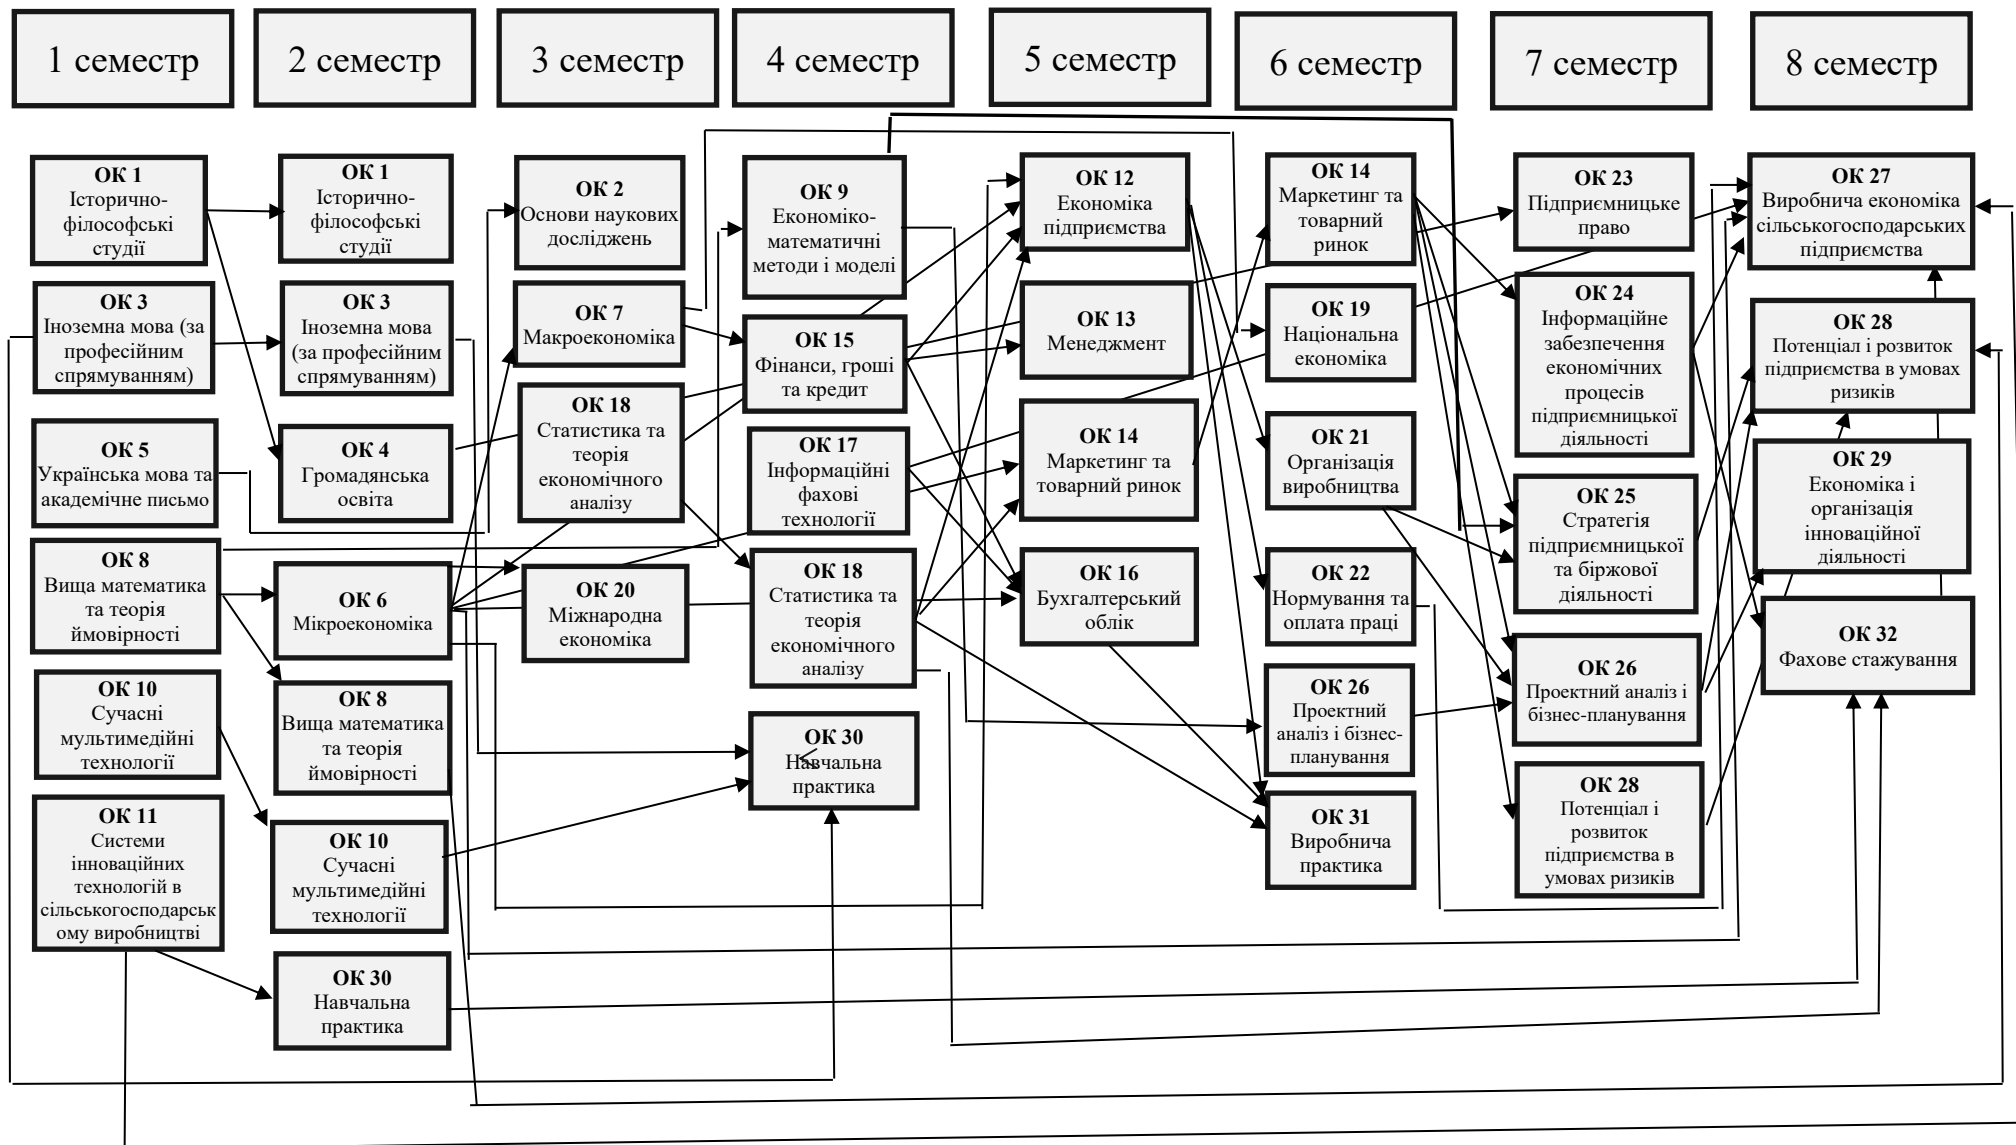 1 семестр
2 семестр
3 семестр
4 семестр
5 семестр
6 семестр
7 семестр
8 семестр
ОК 1
Історично-
філософські
студії
ОК 3
Іноземна мова (за
професійним
спрямуванням)
ОК 5
Українська мова та
академічне письмо
ОК 8
Вища математика
та теорія
ймовірності
ОК 10
Сучасні
мультимедійні
технології
ОК 11
Системи
інноваційних
технологій в
сільськогосподарськ
ому виробництві
ОК 1
Історично-
філософські
студії
ОК 3
Іноземна мова
(за професійним
спрямуванням)
ОК 4
Громадянська
освіта
ОК 6
Мікроекономіка
ОК 8
Вища математика
та теорія
ймовірності
ОК 10
Сучасні
мультимедійні
технології
ОК 30
Навчальна
практика
ОК 2
Основи наукових
досліджень
ОК 7
Макроекономіка
ОК 18
Статистика та
теорія
економічного
аналізу
ОК 20
Міжнародна
економіка
ОК 9
Економіко-
математичні
методи і моделі
ОК 15
Фінанси, гроші
та кредит
ОК 17
Інформаційні
фахові
технології
ОК 18
Статистика та
теорія
економічного
аналізу
ОК 30
Навчальна
практика
ОК 12
Економіка
підприємства
ОК 13
Менеджмент
ОК 14
Маркетинг та
товарний ринок
ОК 16
Бухгалтерський
облік
ОК 14
Маркетинг та
товарний
ринок
ОК 19
Національна
економіка
ОК 21
Організація
виробництва
ОК 22
Нормування та
оплата праці
ОК 26
Проектний
аналіз і бізнес-
планування
ОК 31
Виробнича
практика
ОК 23
Підприємницьке
право
ОК 24
Інформаційне
забезпечення
економічних
процесів
підприємницької
діяльності
ОК 25
Стратегія
підприємницької
та біржової
діяльності
ОК 26
Проектний аналіз і
бізнес-планування
ОК 28
Потенціал і
розвиток
підприємства в
умовах ризиків
ОК 27
Виробнича економіка
сільськогосподарських
підприємства
ОК 28
Потенціал і розвиток
підприємства в умовах
ризиків
ОК 29
Економіка і
організація
інноваційної
діяльності
ОК 32
Фахове стажування